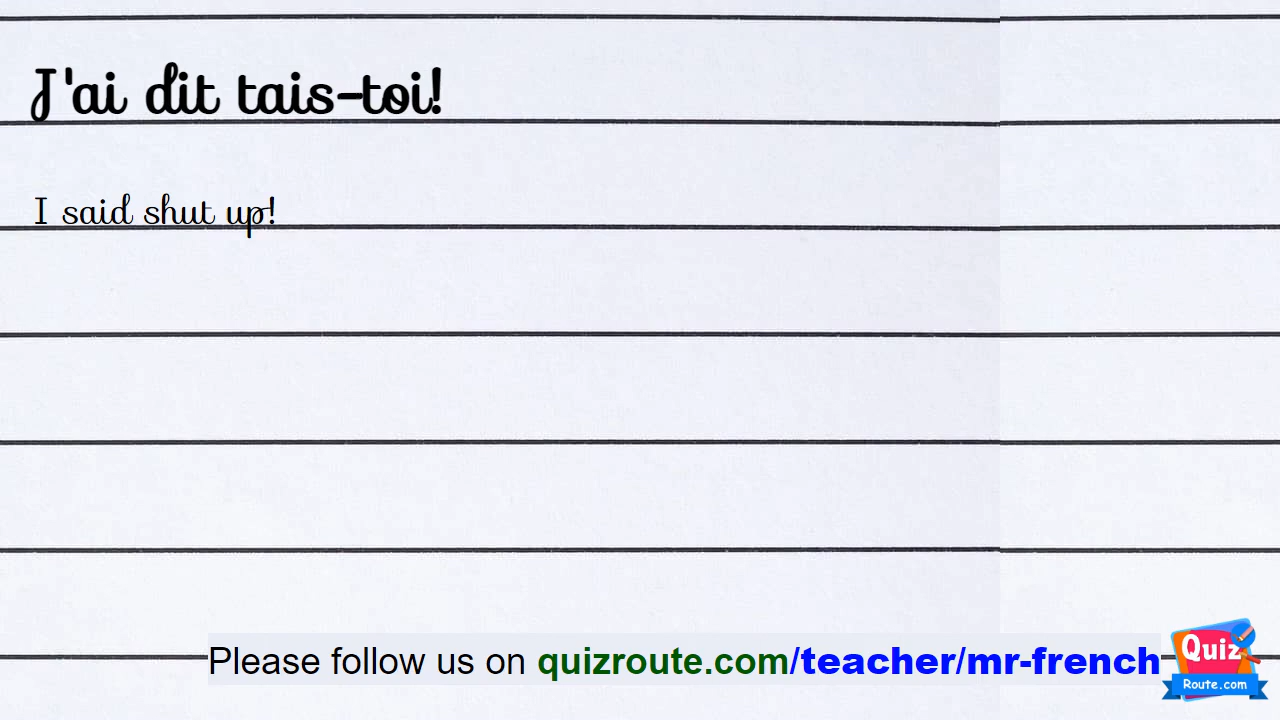 J'ai dit tais-toi!
I said shut up!
Please follow us on quizroute.com/teacher/mr-french
Quiz
Route.com